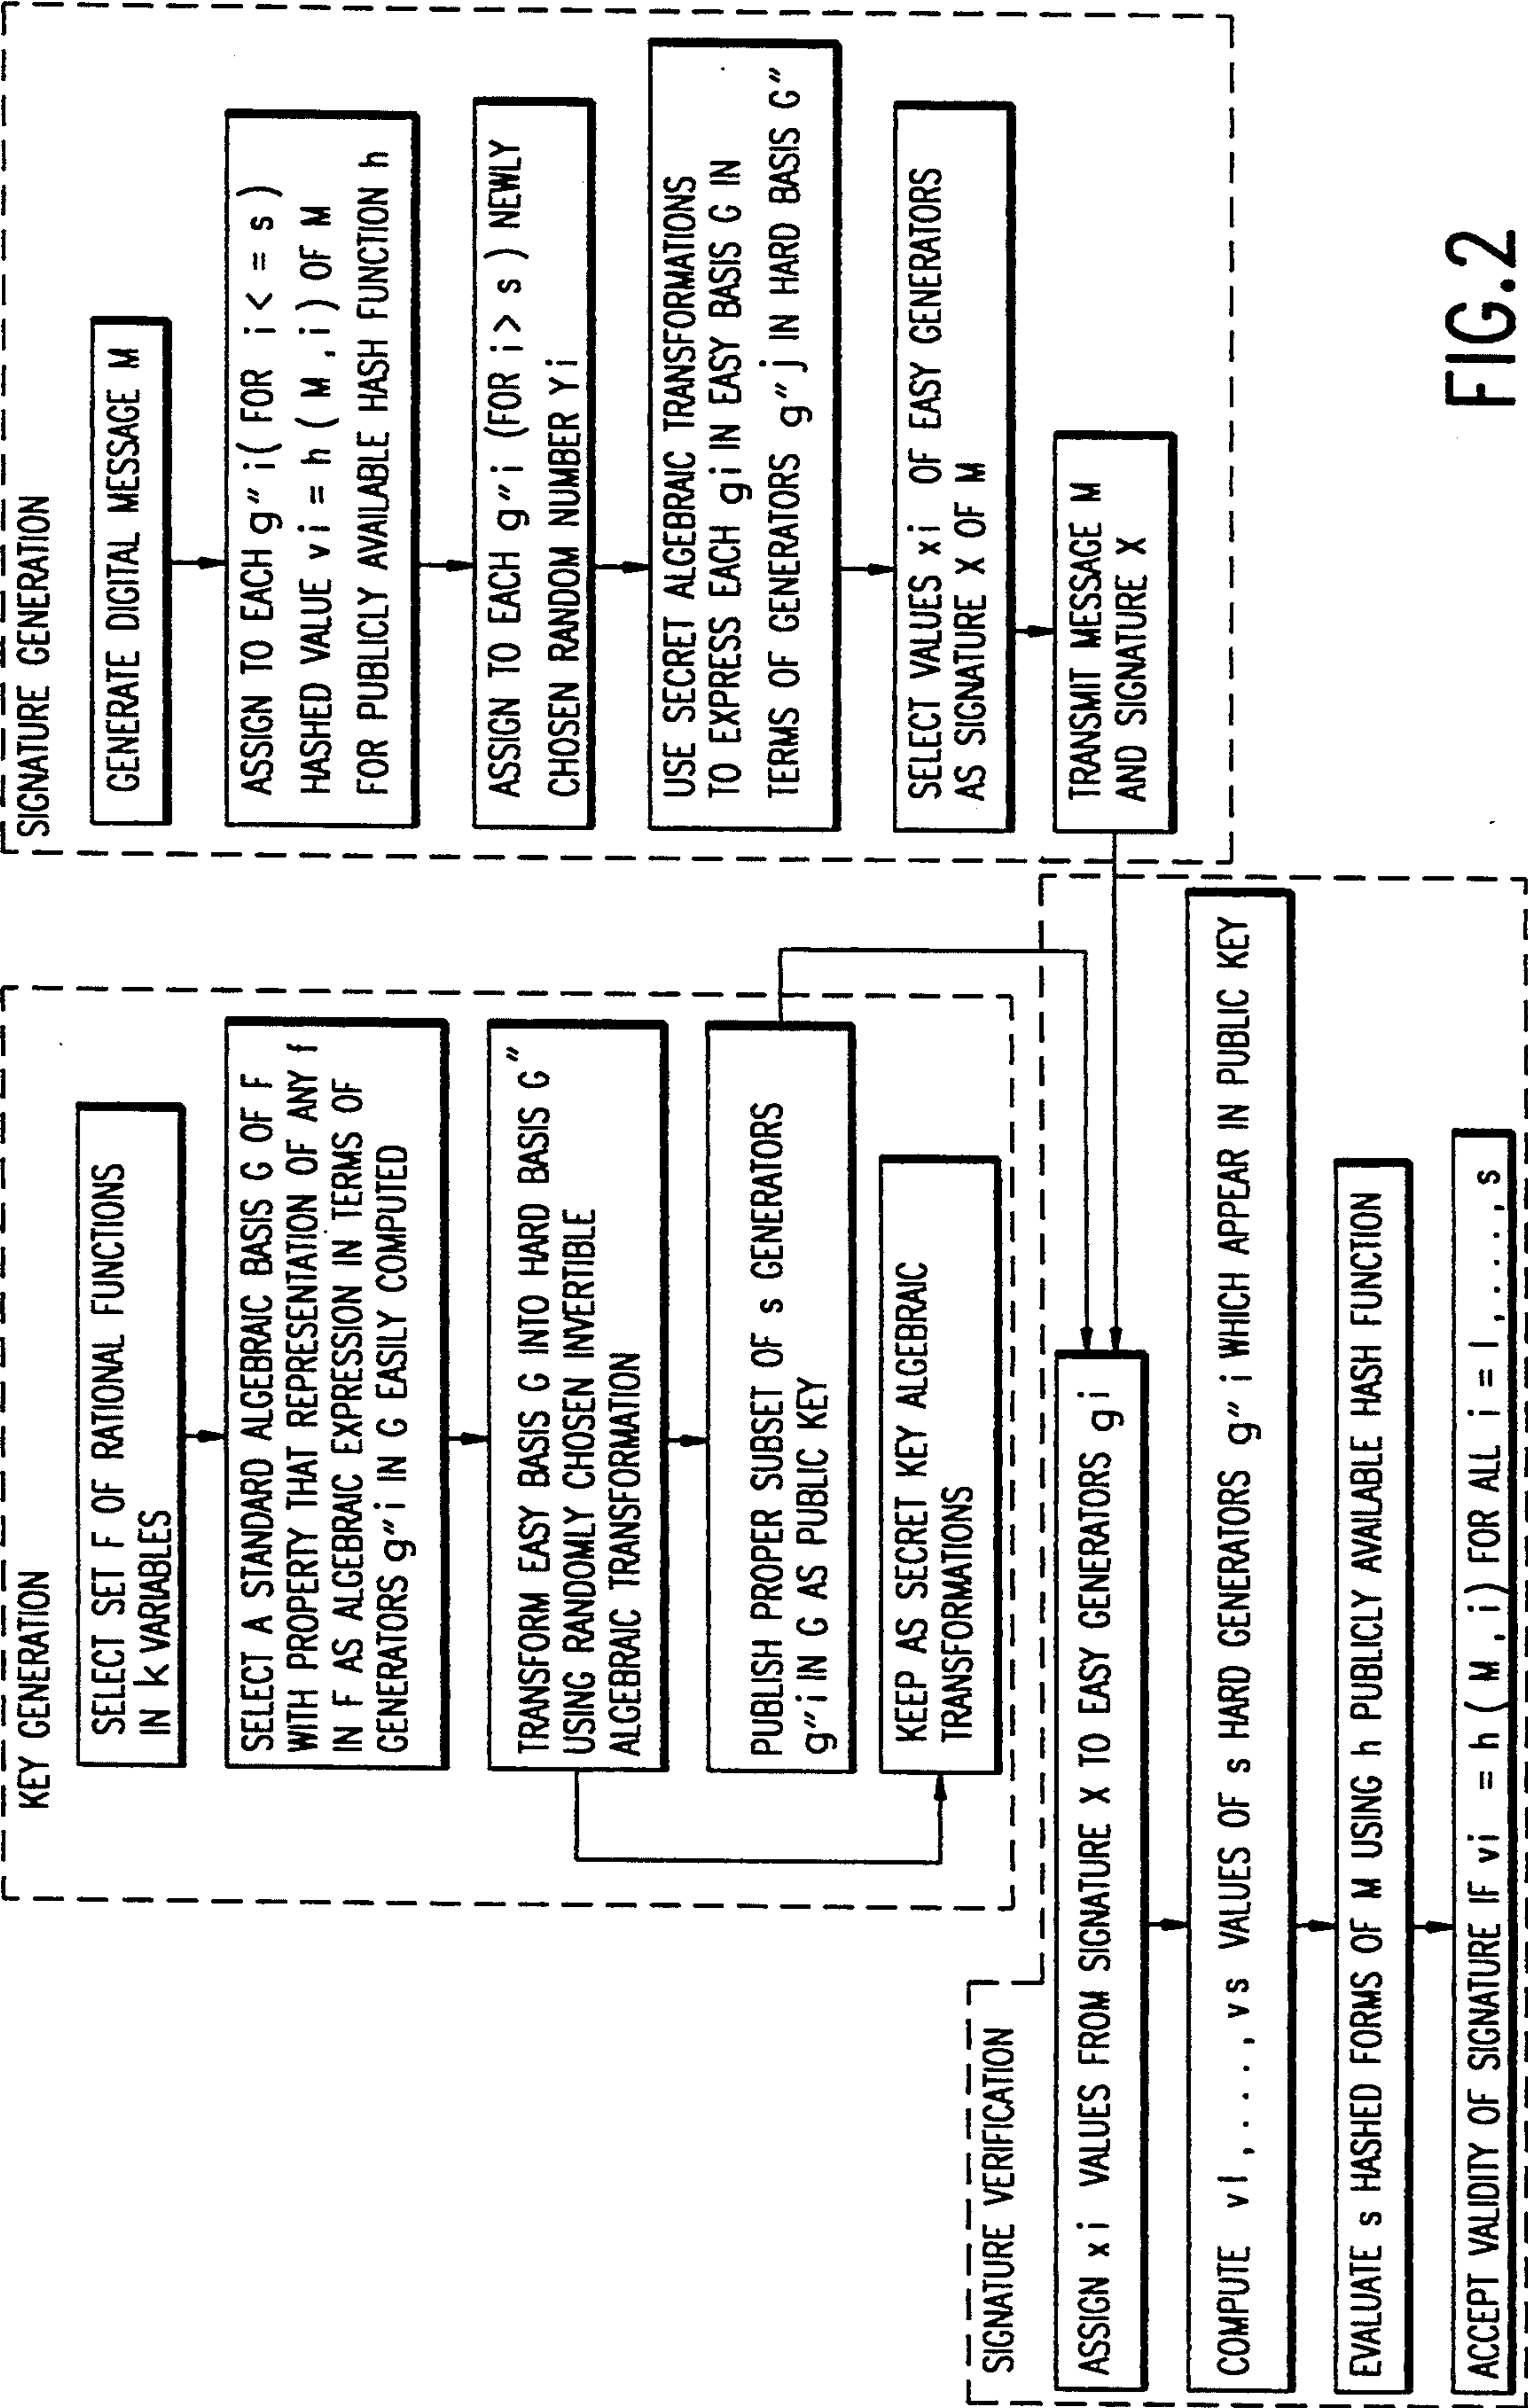 KEY GENERATION
SELECT SET F OF RATIONAL FUNCTIONS
IN k VARIABLES
SELECT A STANDARD ALGEBRAIC BASIS G OF F
WITH PROPERTY THAT REPRESENTATION OF ANY f
IN F AS ALGEBRAIC EXPRESSION IN TERMS OF
GENERATORS g"i IN G EASILY COMPUTED
TRANSFORM EASY BASIS G INTO HARD BASIS G"
USING RANDOMLY CHOSEN INVERTIBLE
ALGEBRAIC TRANSFORMATION
PUBLISH PROPER SUBSET OF s GENERATORS
g"i IN G AS PUBLIC KEY
KEEP AS SECRET KEY ALGEBRAIC
TRANSFORMATIONS
SIGNATURE GENERATION
GENERATE DIGITAL MESSAGE M
ASSIGN TO EACH g"i ( FOR i < = s )
HASHED VALUE vi = h ( M , i ) OF M
FOR PUBLICLY AVAILABLE HASH FUNCTION h
ASSIGN TO EACH g"i (FOR i > s ) NEWLY
CHOSEN RANDOM NUMBER Yi
USE SECRET ALGEBRAIC TRANSFORMATIONS
TO EXPRESS EACH gi IN EASY BASIS G IN
TERMS OF GENERATORS g"j IN HARD BASIS G"
SELECT VALUES xi OF EASY GENERATORS
AS SIGNATURE X OF M
TRANSMIT MESSAGE M
AND SIGNATURE X
SIGNATURE VERIFICATION
ASSIGN xi VALUES FROM SIGNATURE X TO EASY GENERATORS gi
COMPUTE vl , . . . , vs VALUES OF s HARD GENERATORS g"i WHICH APPEAR IN PUBLIC KEY
EVALUATE s HASHED FORMS OF M USING h PUBLICLY AVAILABLE HASH FUNCTION
ACCEPT VALIDITY OF SIGNATURE IF vi = h ( M , i ) FOR ALL i = l , . . . , s
FIG.2